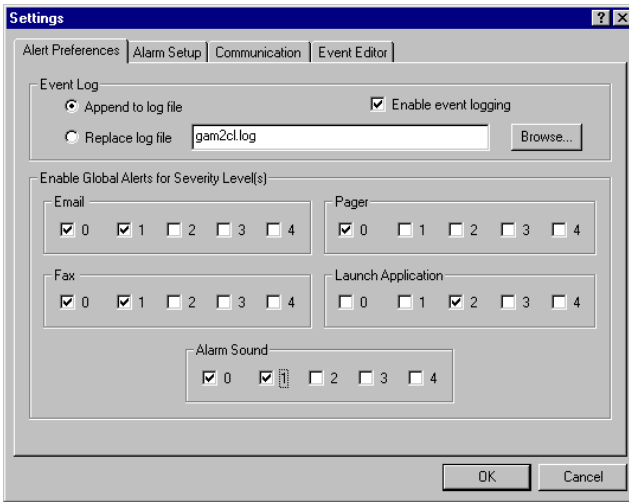 Settings
Alert Preferences Alarm Setup Communication Event Editor
Event Log
Append to log file Enable event logging
Replace log file gam2cl.log Browse...
Enable Global Alerts for Severity Level(s)
Email Pager
0 1 2 3 4 0 1 2 3 4
Fax Launch Application
0 1 2 3 4 0 1 2 3 4
Alarm Sound
0 1 2 3 4
OK Cancel